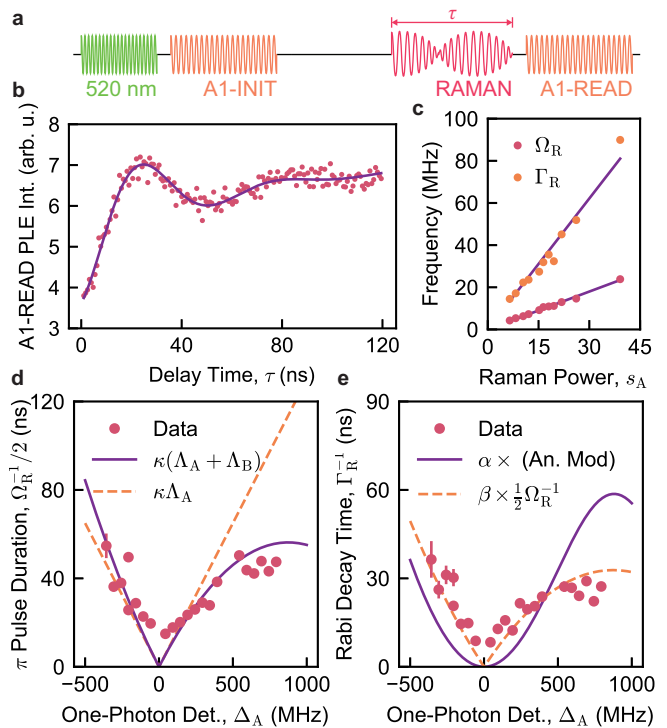 a
τ
520 nm
A1-INIT
RAMAN
A1-READ
b
A1-READ PLE Int. (arb. u.)
8
7
6
5
4
3
0
40
80
120
Delay Time, τ (ns)
c
Frequency (MHz)
100
80
60
40
20
0
Ω_R
Γ_R
0
15
30
45
Raman Power, s_A
d
π Pulse Duration, Ω_R^{-1}/2 (ns)
120
80
40
0
Data
κ(Λ_A + Λ_B)
κΛ_A
−500
0
500
1000
One-Photon Det., Δ_A (MHz)
e
Rabi Decay Time, Γ_R^{-1} (ns)
90
60
30
0
Data
α × (An. Mod)
β × ½Ω_R^{-1}
−500
0
500
1000
One-Photon Det., Δ_A (MHz)